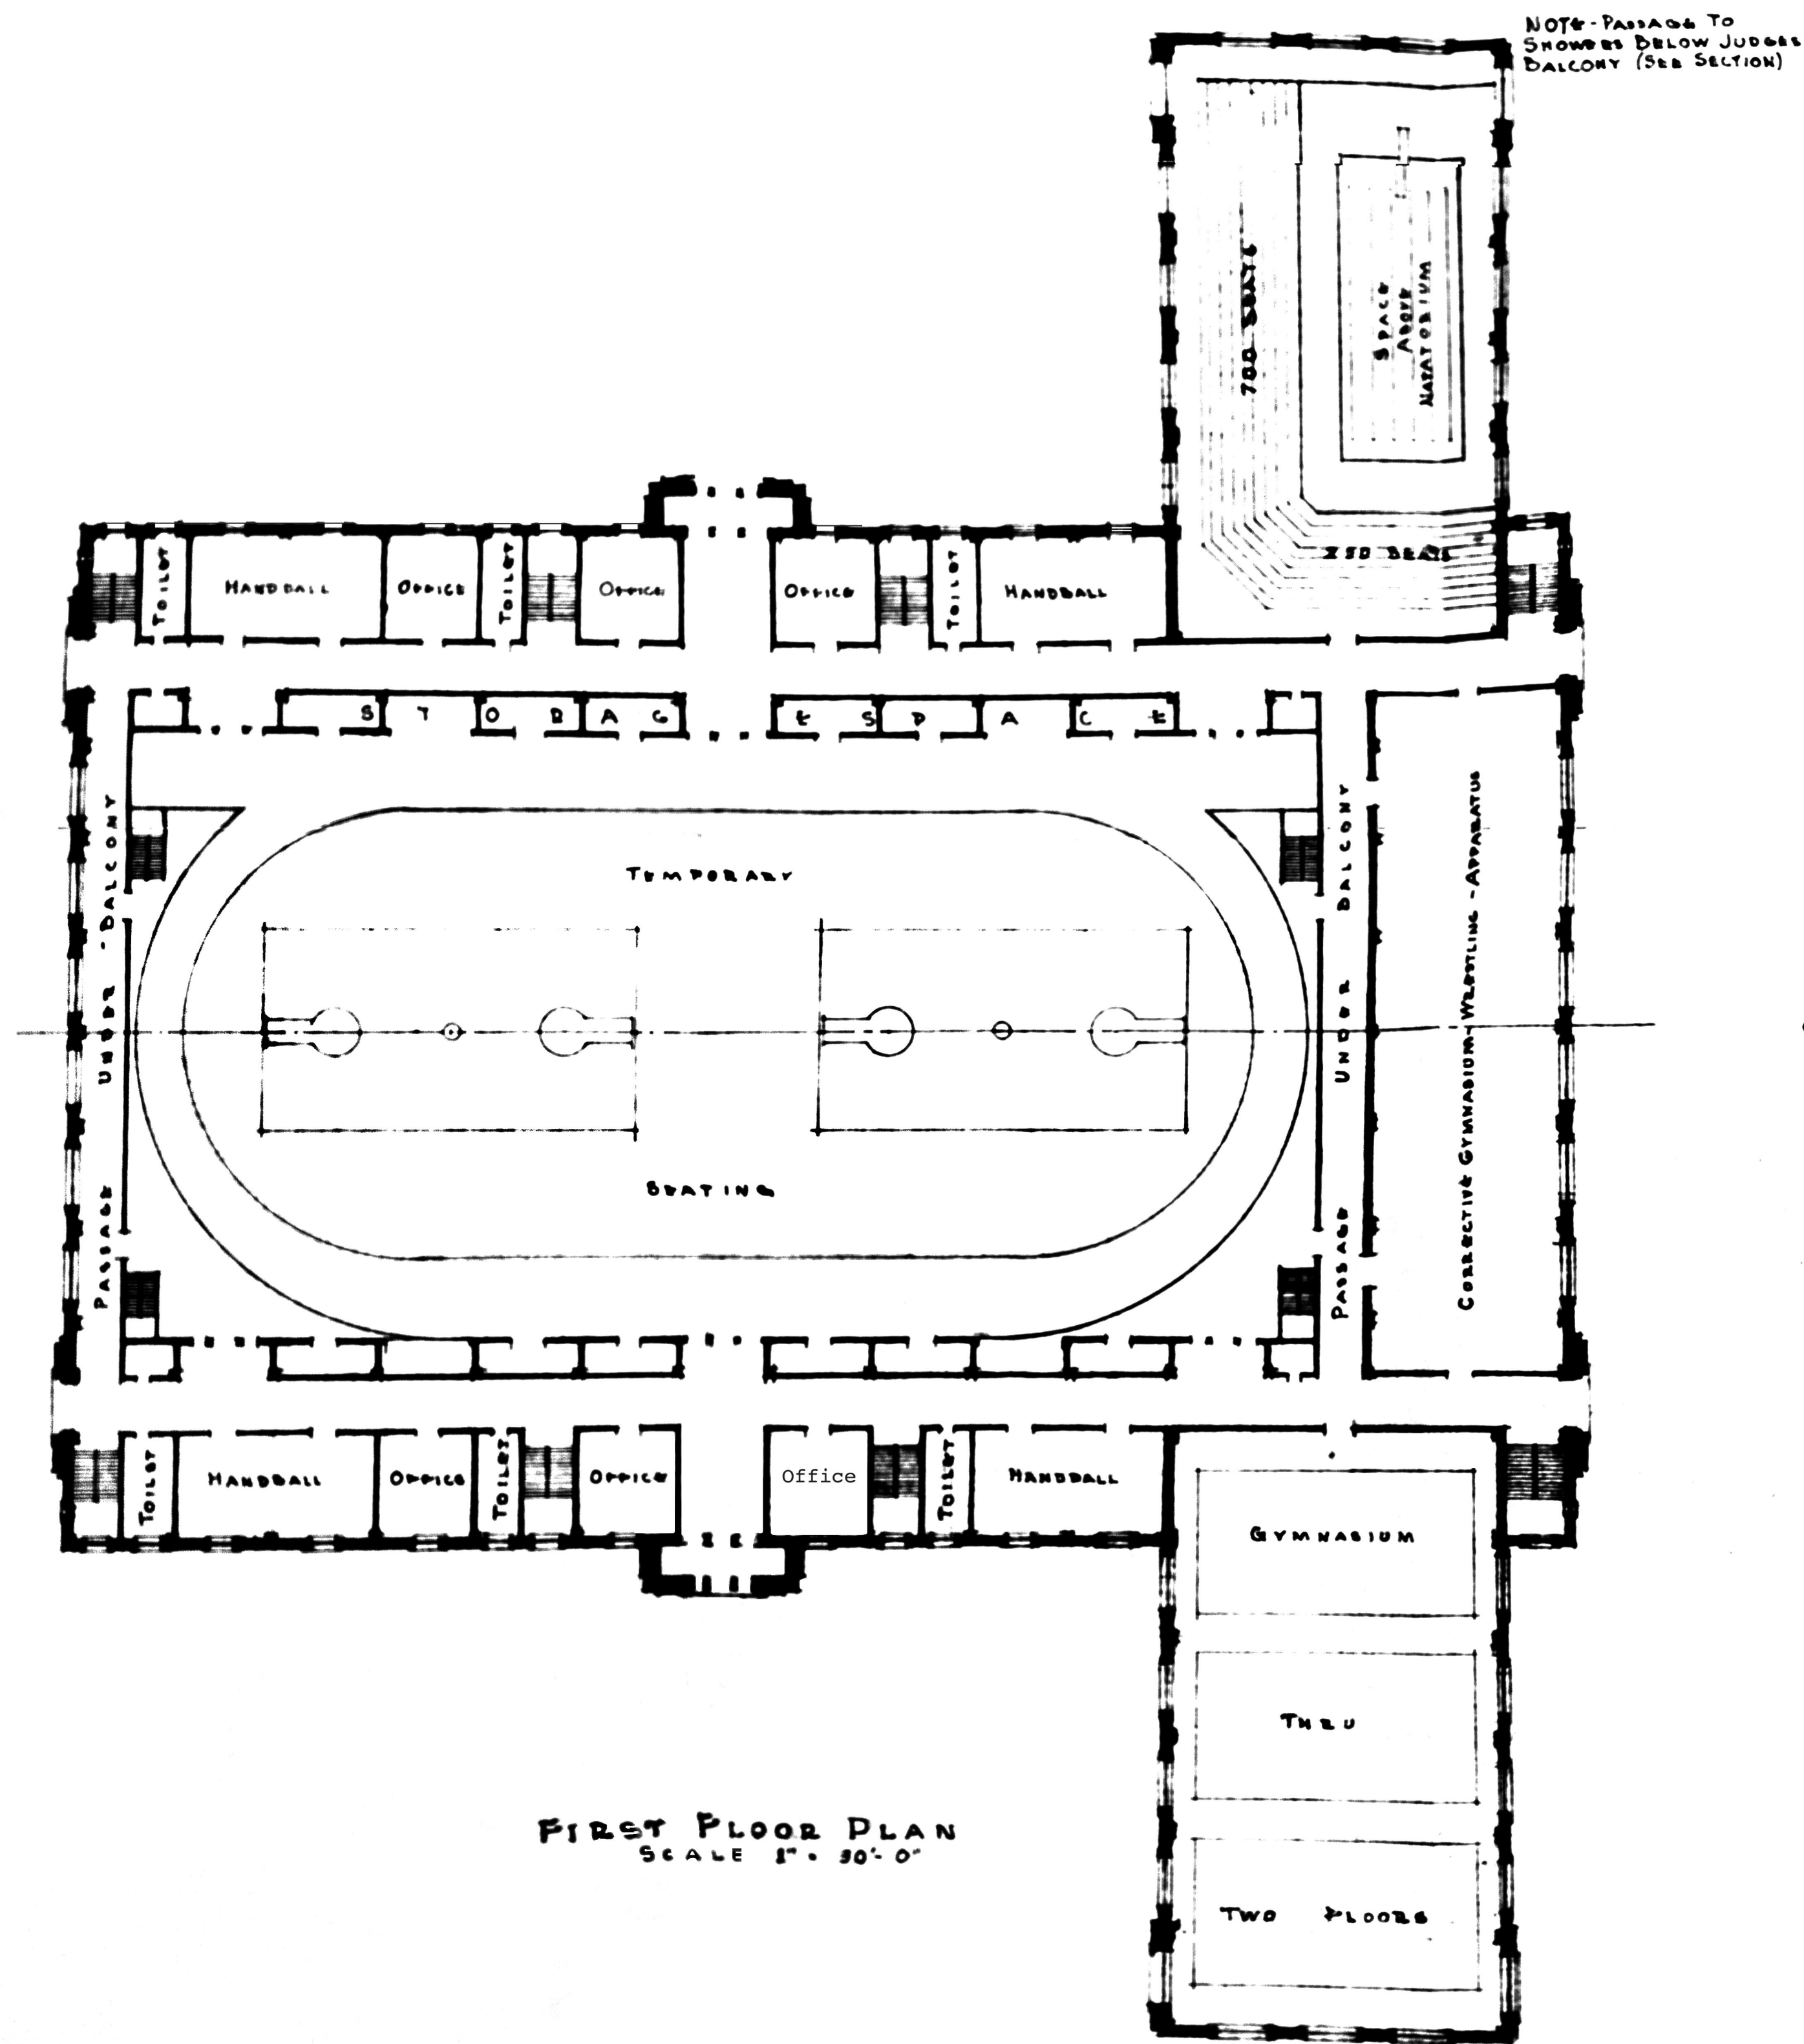 NOTE - PASSAGE TO
SHOWERS BELOW JUDGES
BALCONY (SEE SECTION)
700 SEATS
SPACE
ABOVE
NATATORIUM
250 SEATS
TOILET
HANDBALL
OFFICE
TOILET
OFFICE
OFFICE
TOILET
HANDBALL
STORAGE SPACE
PASSAGE UNDER - BALCONY
TEMPORARY
SEATING
PASSAGE UNDER BALCONY
CORRECTIVE GYMNASIUM - WRESTLING - APPARATUS
TOILET
HANDBALL
OFFICE
TOILET
OFFICE
Office
TOILET
HANDBALL
GYMNASIUM
THRU
TWO FLOORS
FIRST FLOOR PLAN
SCALE 1" = 30'-0"